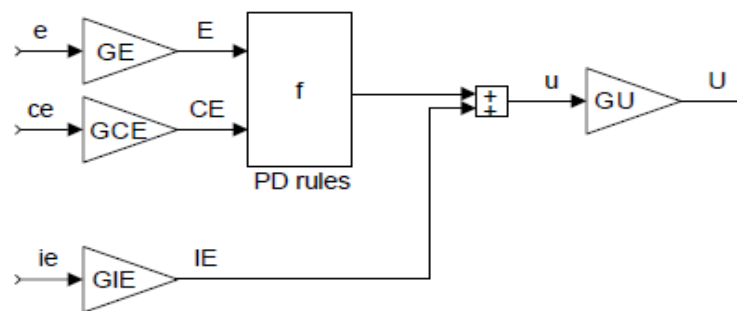 e GE E
f
ce GCE CE
PD rules
+
+
u GU U
ie GIE IE